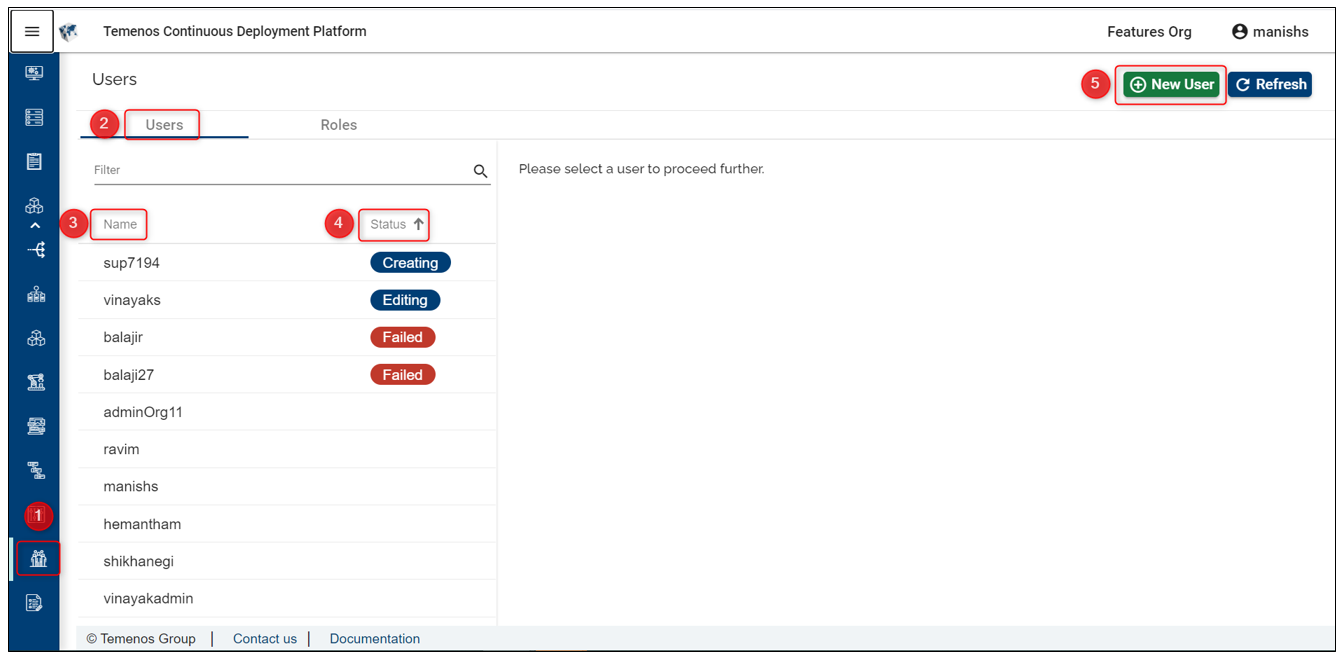 Temenos Continuous Deployment Platform
Features Org
manishs
Users
5
New User
Refresh
2
Users
Roles
Filter
Please select a user to proceed further.
3
Name
4
Status
sup7194
Creating
vinayaks
Editing
balajir
Failed
balaji27
Failed
adminOrg11
ravim
manishs
1
hemantham
shikhanegi
vinayakadmin
© Temenos Group | Contact us | Documentation